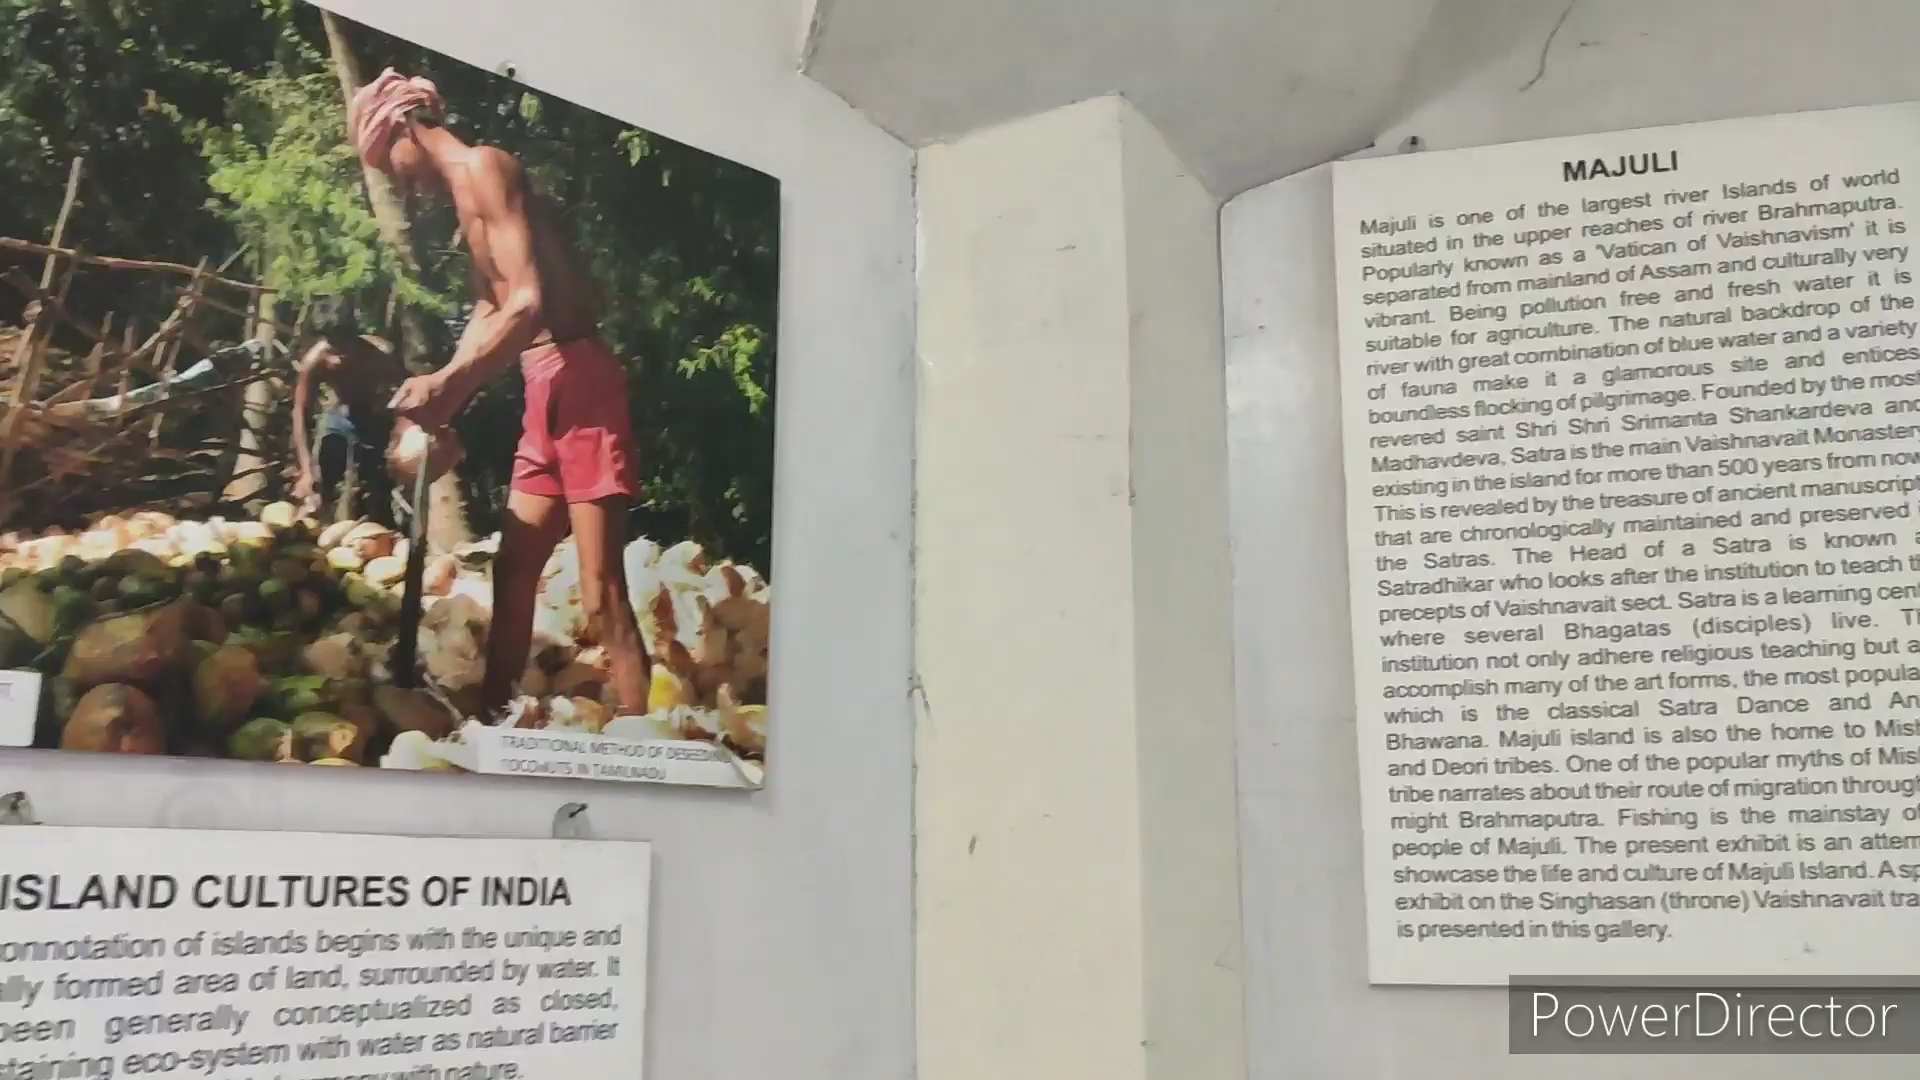 TRADITIONAL METHOD OF DESEEDING
COCONUTS IN TAMILNADU
ISLAND CULTURES OF INDIA
of islands begins with the unique and
formed area of land, surrounded by water. It
been generally conceptualized as closed,
eco-system with water as natural barrier
with nature.
MAJULI
Majuli is one of the largest river Islands of world
situated in the upper reaches of river Brahmaputra.
Popularly known as a 'Vatican of Vaishnavism' it is
separated from mainland of Assam and culturally very
vibrant. Being pollution free and fresh water it is
suitable for agriculture. The natural backdrop of the
river with great combination of blue water and a variety
of fauna make it a glamorous site and entices
boundless flocking of pilgrimage. Founded by the most
revered saint Shri Shri Srimanta Shankardeva and
Madhavdeva, Satra is the main Vaishnavait Monastery
existing in the island for more than 500 years from now
This is revealed by the treasure of ancient manuscript
that are chronologically maintained and preserved
the Satras. The Head of a Satra is known
Satradhikar who looks after the institution to teach
precepts of Vaishnavait sect. Satra is a learning
where several Bhagatas (disciples) live.
institution not only adhere religious teaching but
accomplish many of the art forms, the most
which is the classical Satra Dance and
Bhawana. Majuli island is also the home to
and Deori tribes. One of the popular myths of
tribe narrates about their route of migration through
might Brahmaputra. Fishing is the mainstay
people of Majuli. The present exhibit is an
showcase the life and culture of Majuli Island. A
exhibit on the Singhasan (throne) Vaishnavait
is presented in this gallery.
PowerDirector